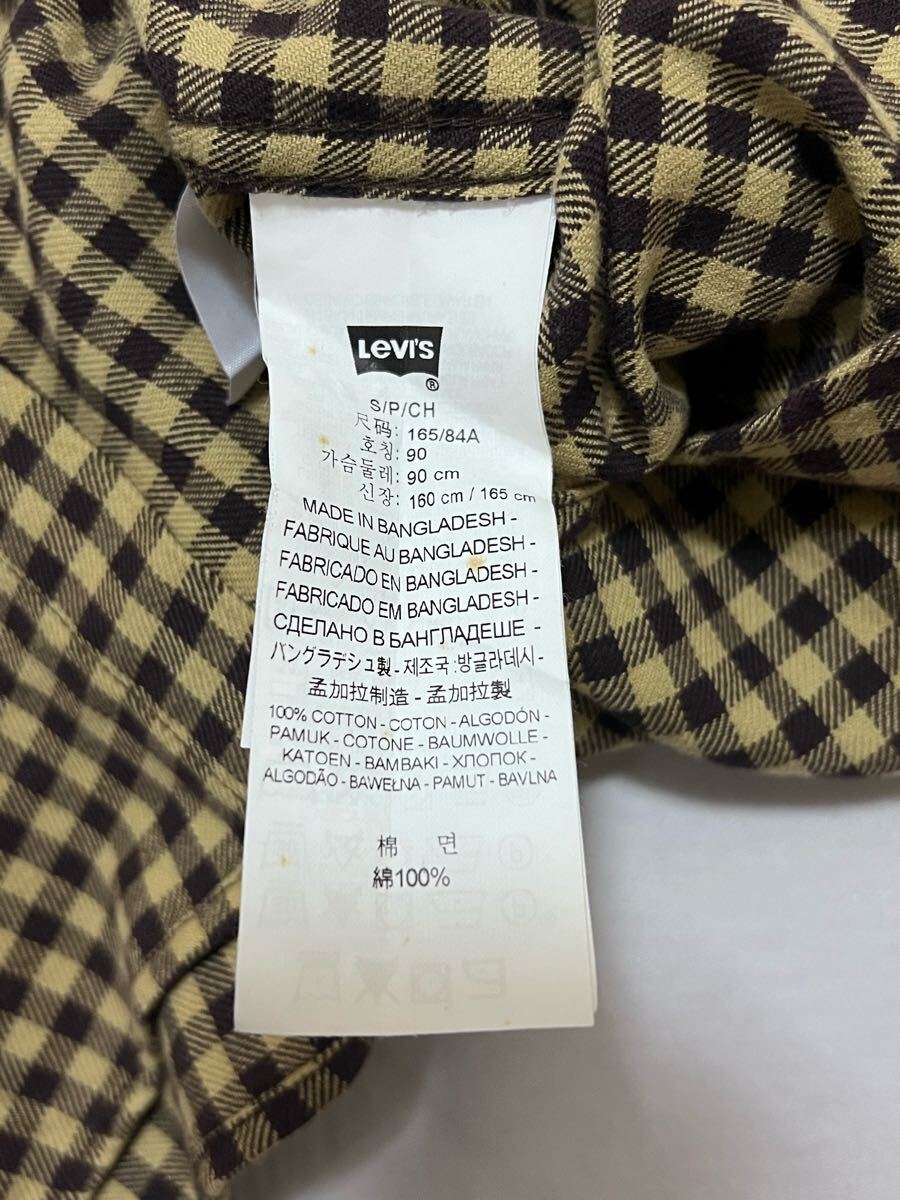 LEVI'S
®
S/P/CH
尺码: 165/84A
호칭: 90
가슴둘레: 90 cm
신장: 160 cm / 165 cm
MADE IN BANGLADESH -
FABRIQUE AU BANGLADESH -
FABRICADO EN BANGLADESH -
FABRICADO EM BANGLADESH -
СДЕЛАНО В БАНГЛАДЕШЕ -
バングラデシュ製 - 제조국 :방글라데시-
孟加拉制造 - 孟加拉製
100% COTTON - COTON - ALGODÓN -
PAMUK - COTONE - BAUMWOLLE -
KATOEN - BAMBAKI - ХЛОПОК -
ALGODÃO - BAWEŁNA - PAMUT - BAVLNA
棉 면
綿100%